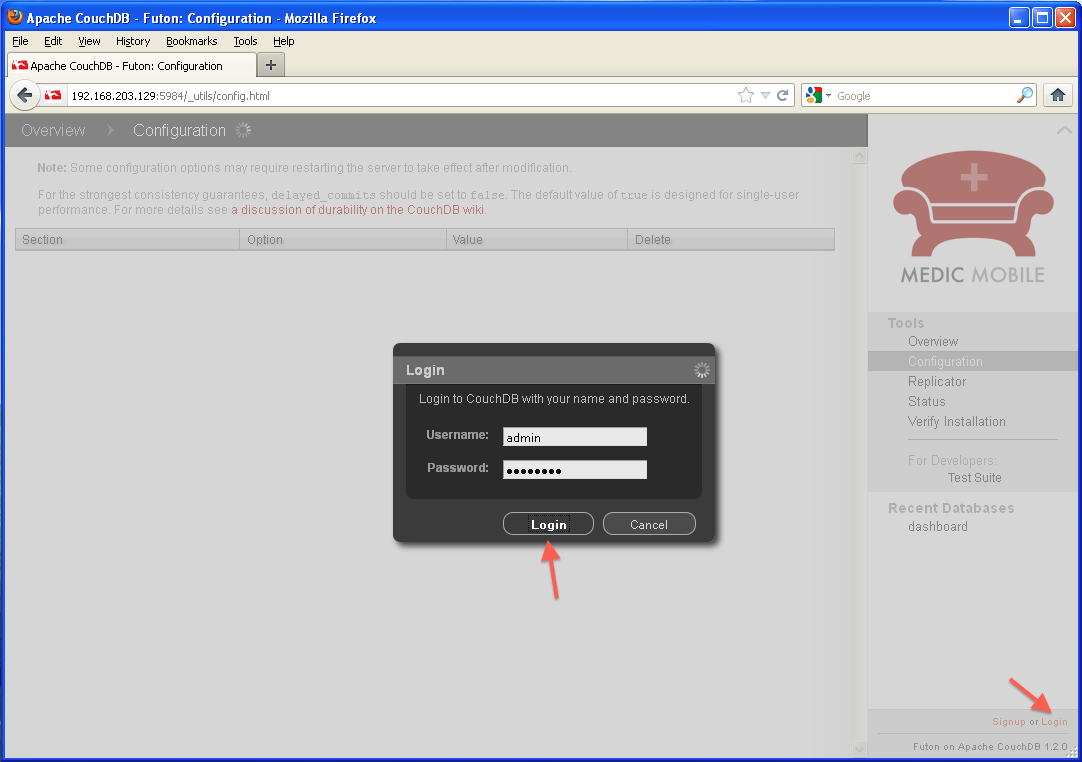 Apache CouchDB - Futon: Configuration - Mozilla Firefox
File Edit View History Bookmarks Tools Help
Apache CouchDB - Futon: Configuration
192.168.203.129:5984/_utils/config.html
Google
Overview
Configuration
Note: Some configuration options may require restarting the server to take effect after modification.
For the strongest consistency guarantees, delayed_commits should be set to false. The default value of true is designed for single-user
performance. For more details see a discussion of durability on the CouchDB wiki.
Section Option Value Delete
Login
Login to CouchDB with your name and password.
Username: admin
Password: ●●●●●●●●
Login Cancel
MEDIC MOBILE
Tools
Overview
Configuration
Replicator
Status
Verify Installation
For Developers:
Test Suite
Recent Databases
dashboard
Signup or Login
Futon on Apache CouchDB 1.2.0